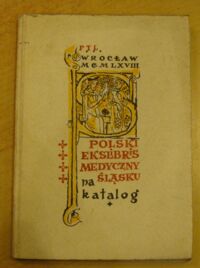 WROCŁAW
MCMLXVIII
POLSKI
EKSLIBRIS
MEDYCZNY
na ŚLĄSKU
katalog